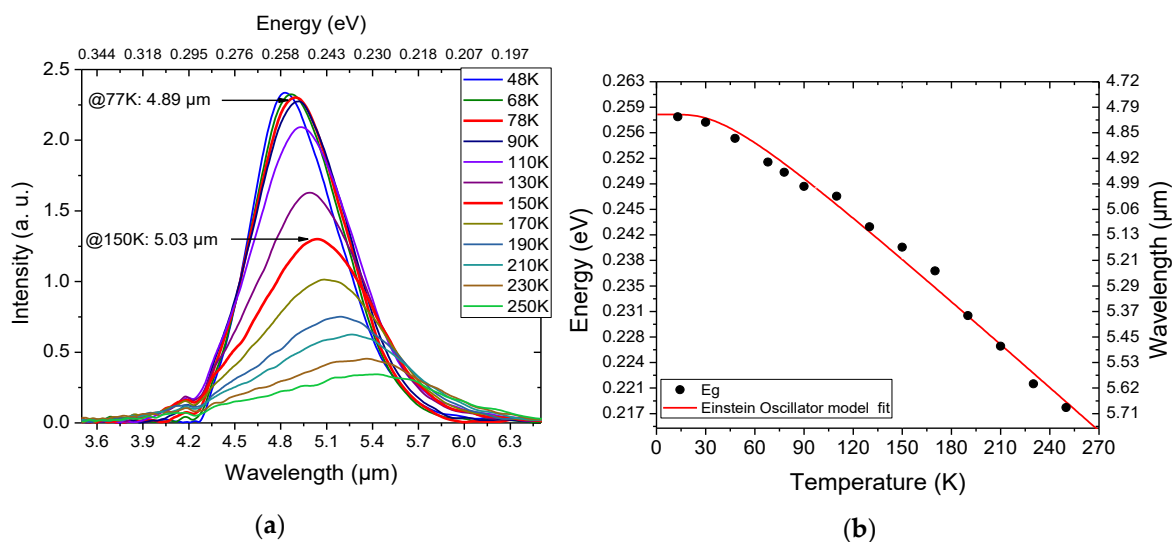 Energy (eV)
0.344 0.318 0.295 0.276 0.258 0.243 0.230 0.218 0.207 0.197
2.5
2.0
1.5
1.0
0.5
0.0
Intensity (a. u.)
@77K: 4.89 µm
@150K: 5.03 µm
48K
68K
78K
90K
110K
130K
150K
170K
190K
210K
230K
250K
3.6 3.9 4.2 4.5 4.8 5.1 5.4 5.7 6.0 6.3
Wavelength (µm)
(a)
0.263
0.259
0.256
0.252
0.249
0.245
0.242
0.238
0.235
0.231
0.228
0.224
0.221
0.217
Energy (eV)
4.72
4.79
4.85
4.92
4.99
5.06
5.13
5.21
5.29
5.37
5.45
5.53
5.62
5.71
Wavelength (µm)
Eg
Einstein Oscillator model fit
0 30 60 90 120 150 180 210 240 270
Temperature (K)
(b)